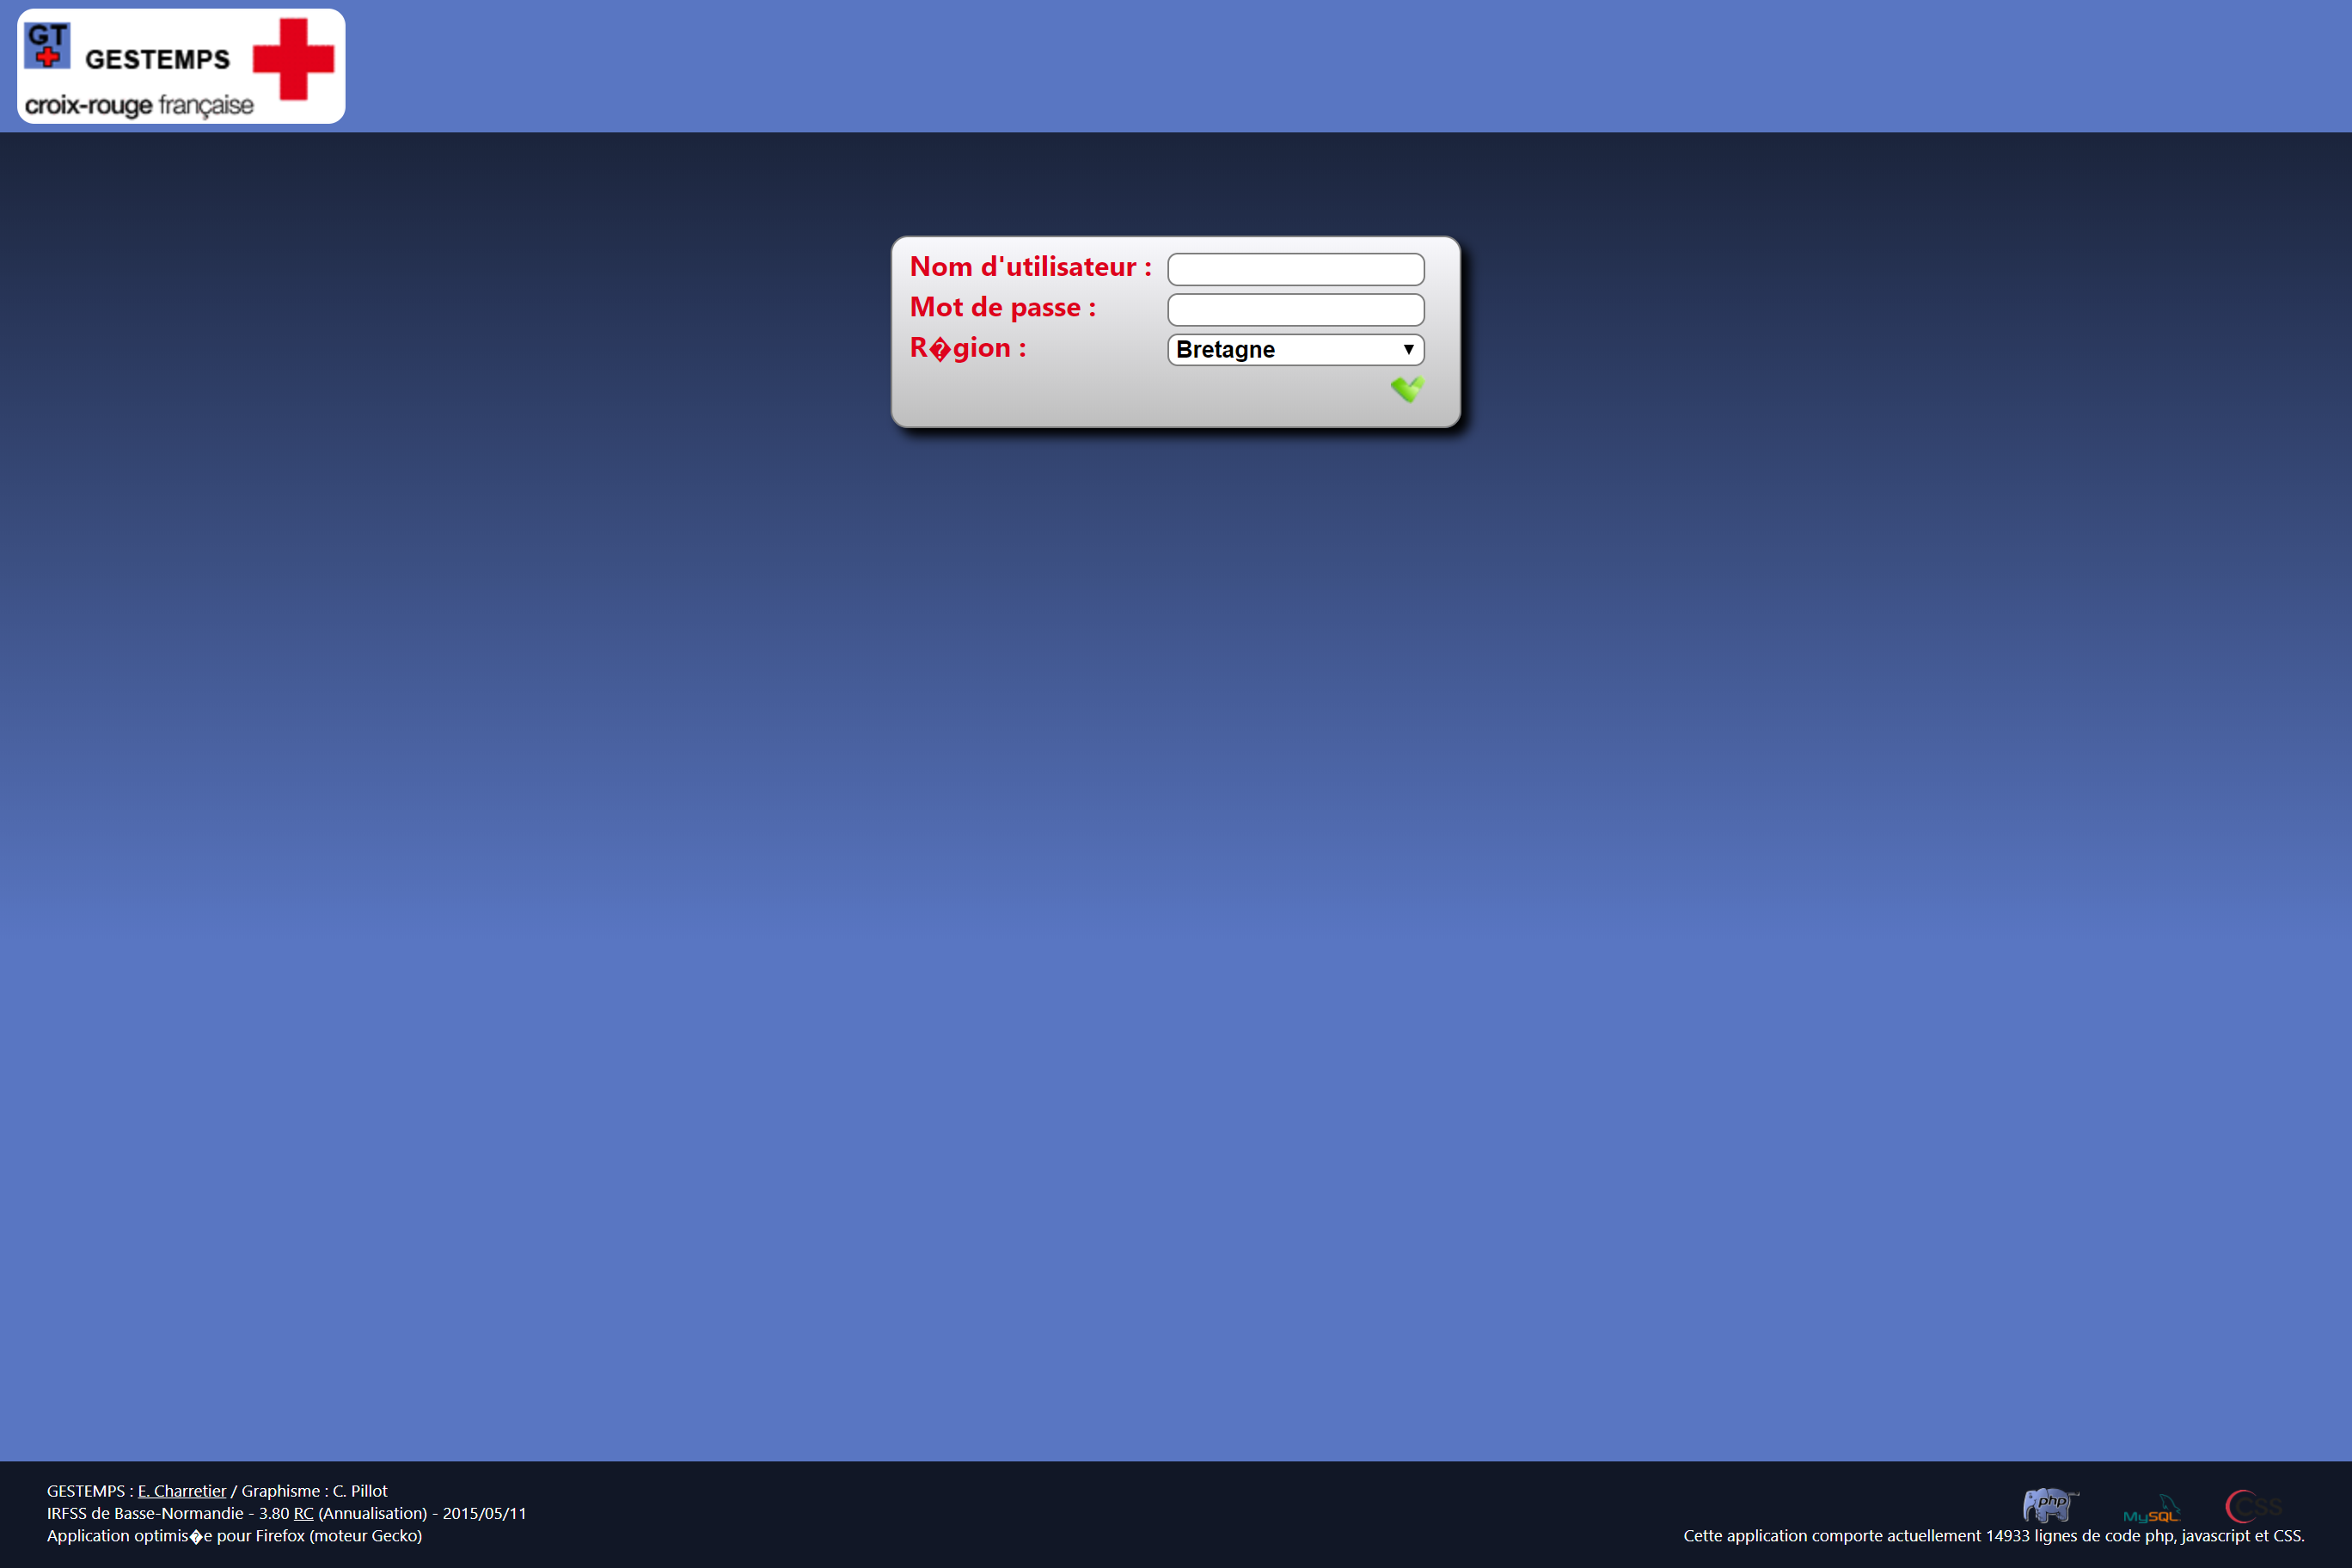 GT
GESTEMPS
croix-rouge française
Nom d'utilisateur :
Mot de passe :
R�gion :
Bretagne
GESTEMPS : E. Charretier / Graphisme : C. Pillot
IRFSS de Basse-Normandie - 3.80 RC (Annualisation) - 2015/05/11
Application optimis�e pour Firefox (moteur Gecko)
php
MySQL
CSS
Cette application comporte actuellement 14933 lignes de code php, javascript et CSS.